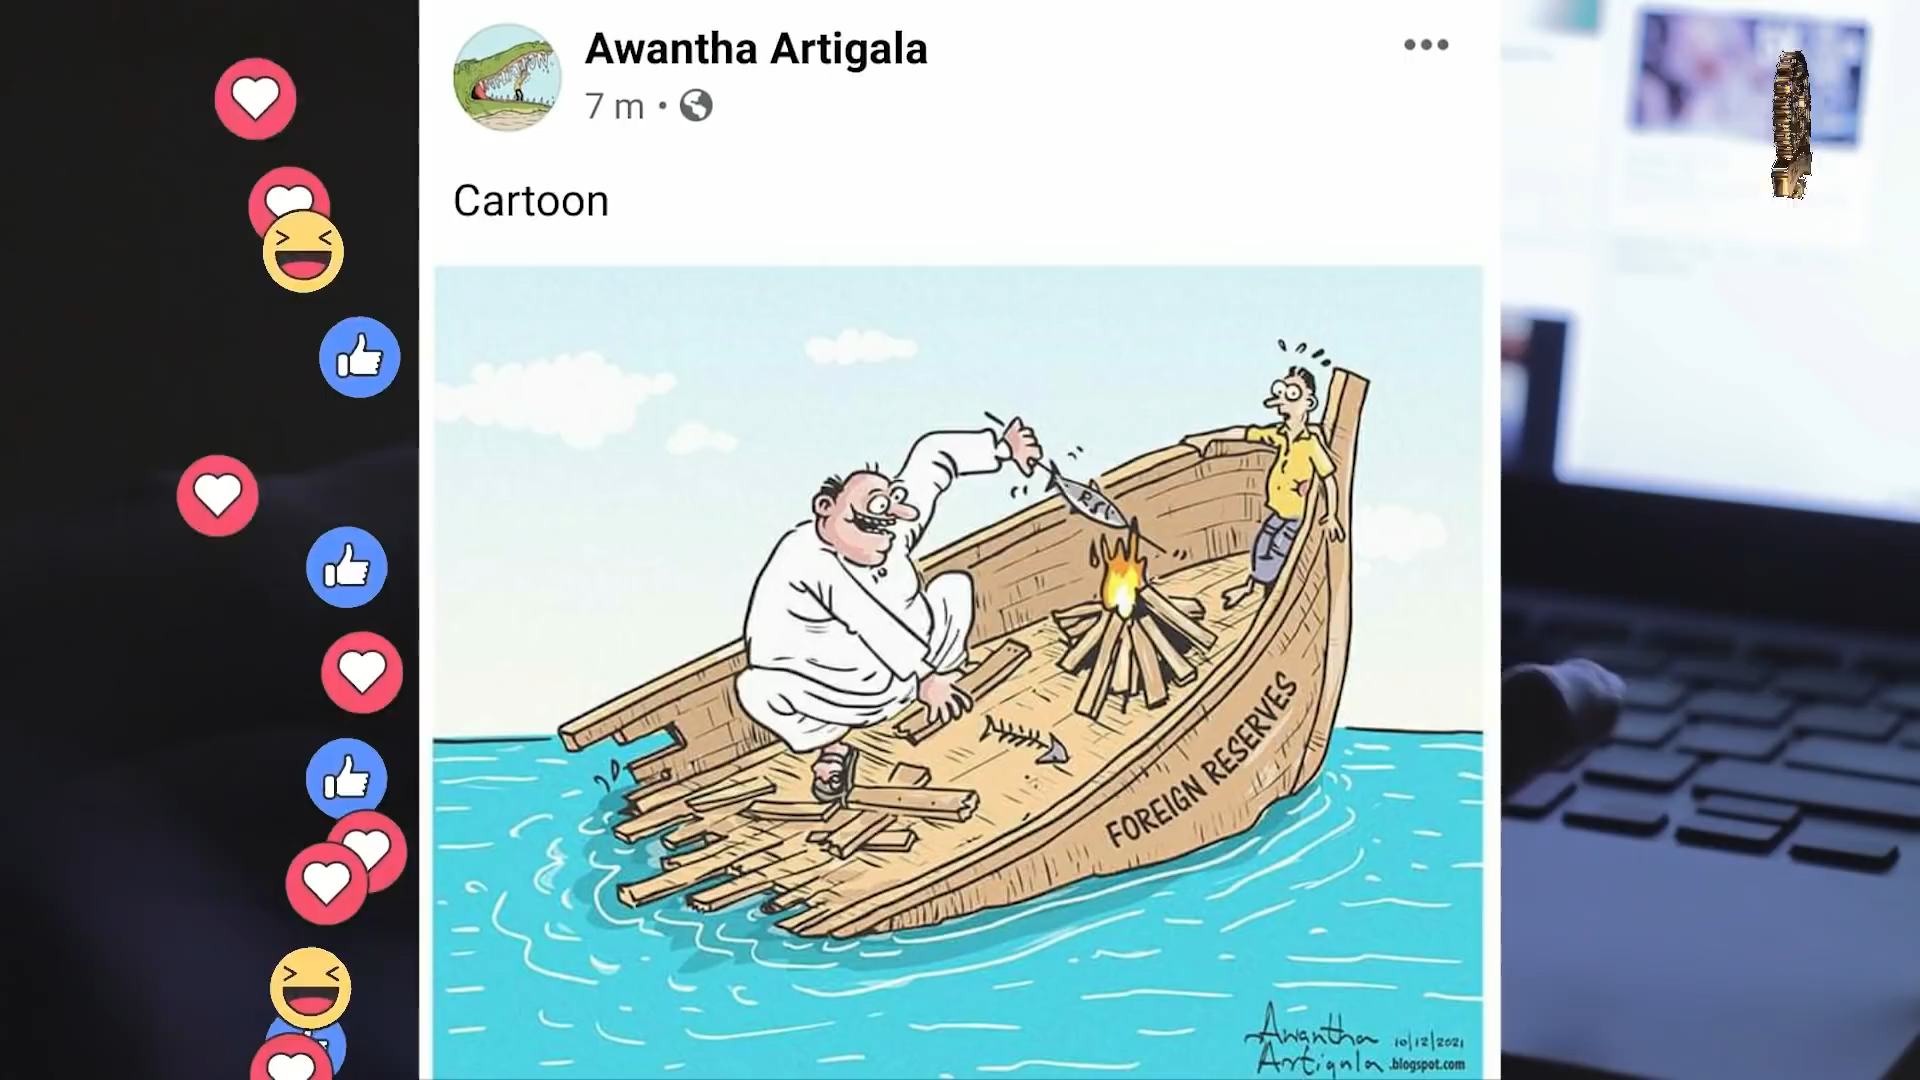 Awantha Artigala
7 m
Cartoon
FOREIGN RESERVES
Awantha 10/12/2021
Artigala .blogspot.com